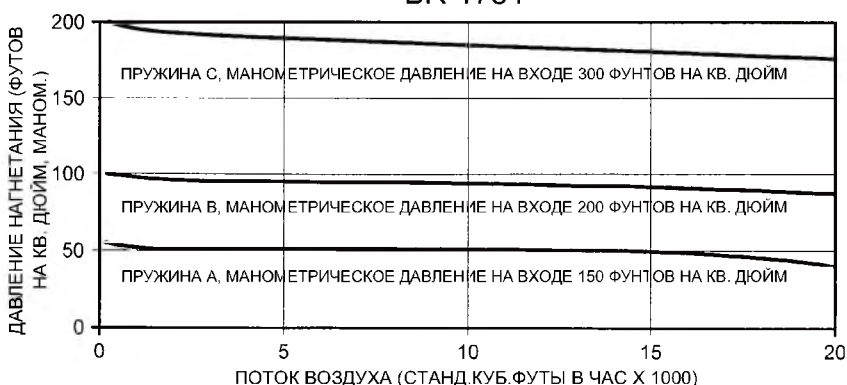 200
150
100
50
0
ДАВЛЕНИЕ НАГНЕТАНИЯ (ФУТОВ
НА КВ. ДЮЙМ, МАНОМ.)
ПРУЖИНА С, МАНОМЕТРИЧЕСКОЕ ДАВЛЕНИЕ НА ВХОДЕ 300 ФУНТОВ НА КВ. ДЮЙМ
ПРУЖИНА В, МАНОМЕТРИЧЕСКОЕ ДАВЛЕНИЕ НА ВХОДЕ 200 ФУНТОВ НА КВ. ДЮЙМ
ПРУЖИНА А, МАНОМЕТРИЧЕСКОЕ ДАВЛЕНИЕ НА ВХОДЕ 150 ФУНТОВ НА КВ. ДЮЙМ
0 5 10 15 20
ПОТОК ВОЗДУХА (СТАНД.КУБ.ФУТЫ В ЧАС Х 1000)